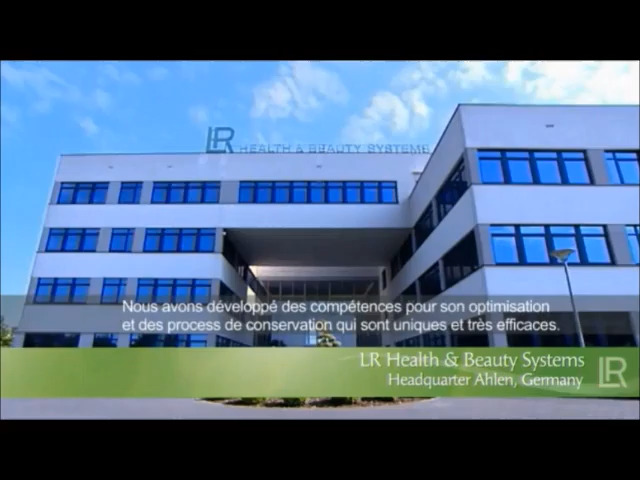 LR HEALTH & BEAUTY SYSTEMS
Nous avons développé des compétences pour son optimisation
et des process de conservation qui sont uniques et très efficaces.
LR Health & Beauty Systems
Headquarter Ahlen, Germany
LR